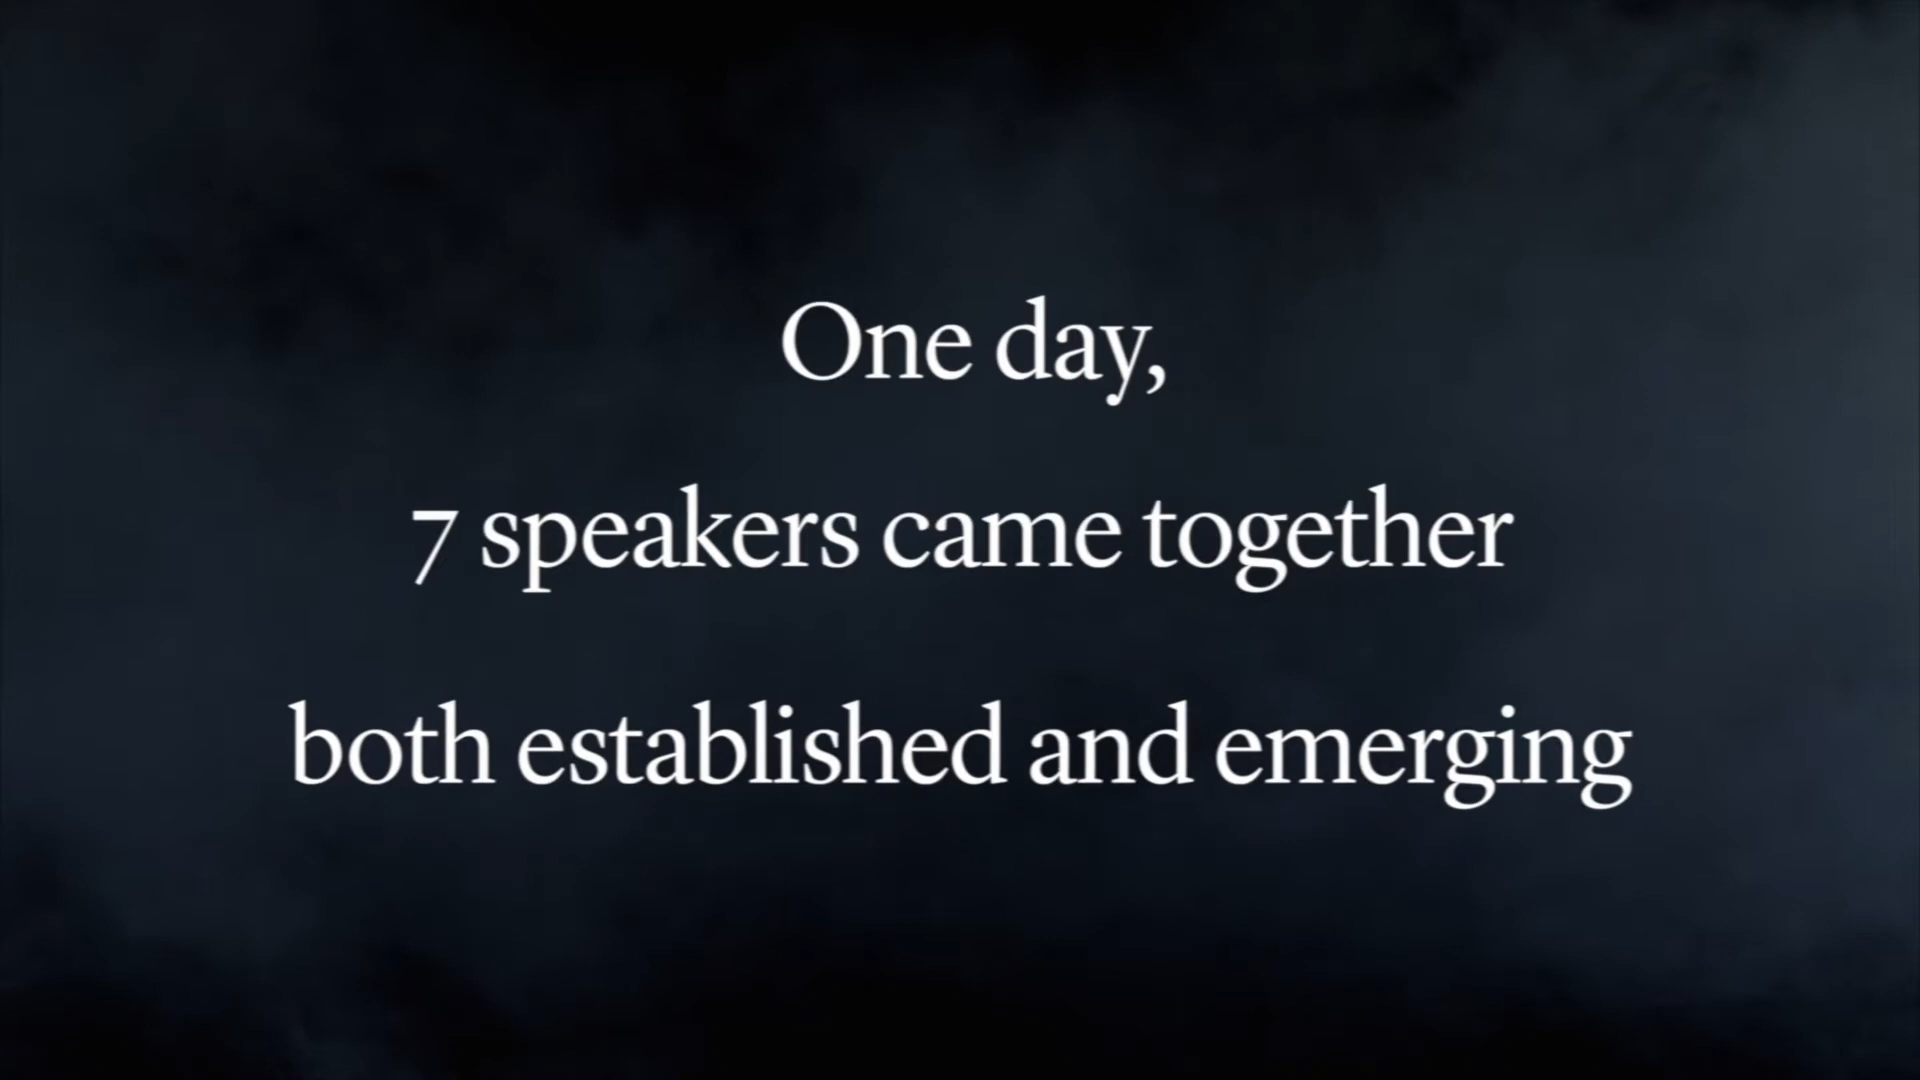 One day,
7 speakers came together
both established and emerging